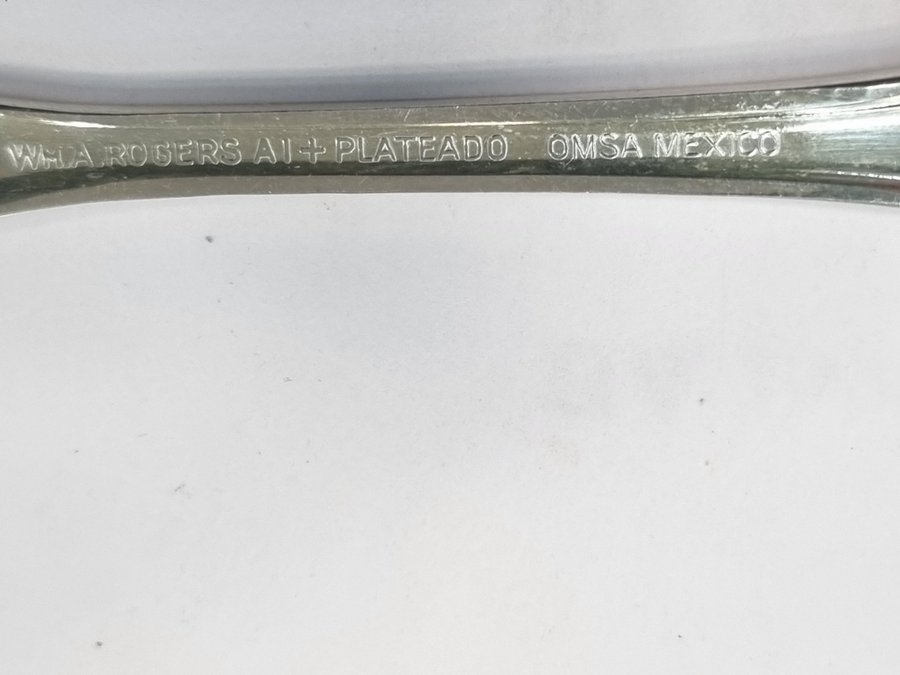 WM.A ROGERS A1+ PLATEADO OMSA MEXICO